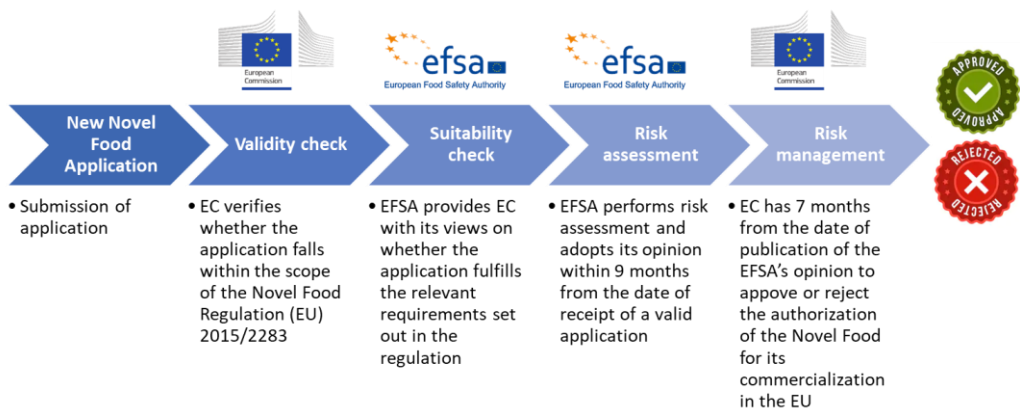 European
Commission
efsa
European Food Safety Authority
efsa
European Food Safety Authority
European
Commission
New Novel
Food
Application
Validity check
Suitability
check
Risk
assessment
Risk
management
APPROVED
APPROVED
REJECTED
REJECTED
• Submission of
application
• EC verifies
whether the
application falls
within the scope
of the Novel Food
Regulation (EU)
2015/2283
• EFSA provides EC
with its views on
whether the
application fulfills
the relevant
requirements set
out in the
regulation
• EFSA performs risk
assessment and
adopts its opinion
within 9 months
from the date of
receipt of a valid
application
• EC has 7 months
from the date of
publication of the
EFSA’s opinion to
appove or reject
the authorization
of the Novel Food
for its
commercialization
in the EU